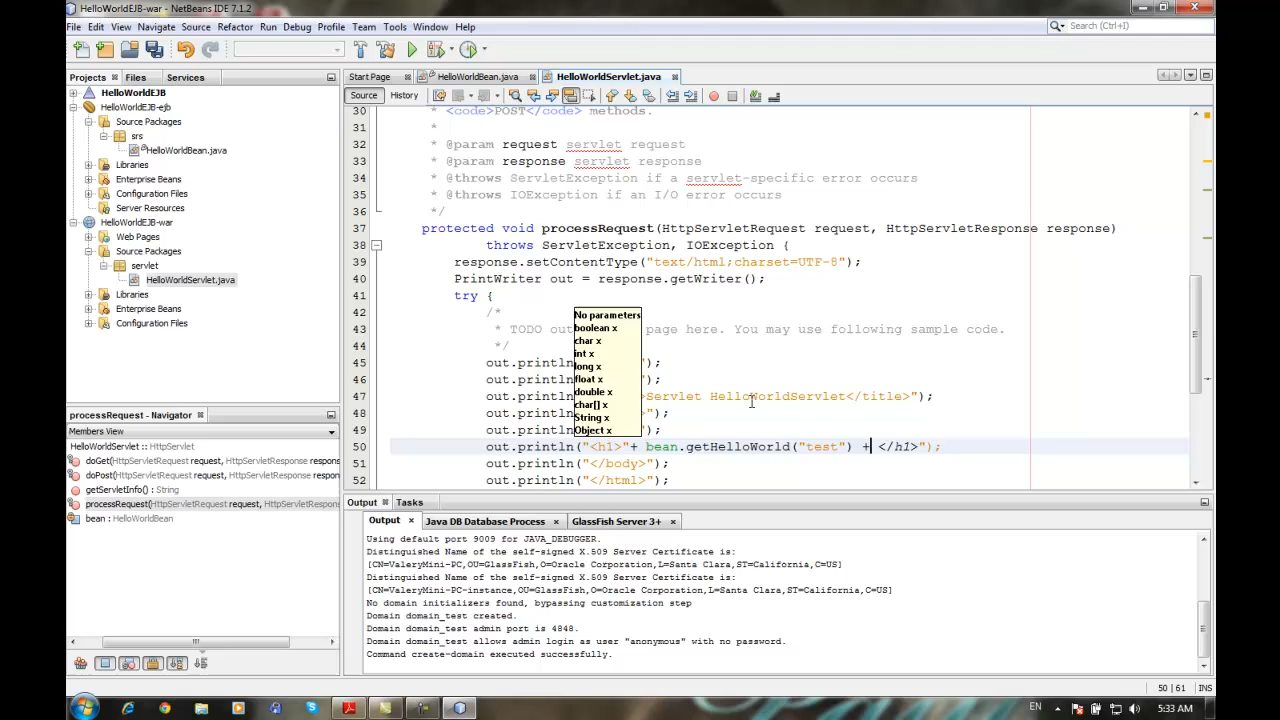 HelloWorldEJB-war - NetBeans IDE 7.1.2
File Edit View Navigate Source Refactor Run Debug Profile Team Tools Window Help
Search (Ctrl+I)
Projects Files Services
HelloWorldEJB
HelloWorldEJB-ejb
Source Packages
srs
HelloWorldBean.java
Libraries
Enterprise Beans
Configuration Files
Server Resources
HelloWorldEJB-war
Web Pages
Source Packages
servlet
HelloWorldServlet.java
Libraries
Enterprise Beans
Configuration Files
processRequest - Navigator
Members View
HelloWorldServlet :: HttpServlet
doGet(HttpServletRequest request, HttpServletRespons
doPost(HttpServletRequest request, HttpServletRespon
getServletInfo() : String
processRequest(HttpServletRequest request, HttpServletRespons
bean : HelloWorldBean
Start Page HelloWorldBean.java HelloWorldServlet.java
Source History
30 * <code>POST</code> methods.
31 *
32 * @param request servlet request
33 * @param response servlet response
34 * @throws ServletException if a servlet-specific error occurs
35 * @throws IOException if an I/O error occurs
36 */
37 protected void processRequest(HttpServletRequest request, HttpServletResponse response)
38 throws ServletException, IOException {
39 response.setContentType("text/html;charset=UTF-8");
40 PrintWriter out = response.getWriter();
41 try {
42 /*
43 * TODO out page here. You may use following sample code.
44 */
45 out.println ");
46 out.println ");
47 out.println >Servlet HelloWorldServlet</title>");
48 out.println >");
49 out.println ");
50 out.println("<h1>"+ bean.getHelloWorld("test") + </h1>");
51 out.println("</body>");
52 out.println("</html>");
No parameters
boolean x
char x
int x
long x
float x
double x
char[] x
String x
Object x
Output Tasks
Output Java DB Database Process GlassFish Server 3+
Using default port 9009 for JAVA_DEBUGGER.
Distinguished Name of the self-signed X.509 Server Certificate is:
[CN=ValeryMini-PC,OU=GlassFish,O=Oracle Corporation,L=Santa Clara,ST=California,C=US]
Distinguished Name of the self-signed X.509 Server Certificate is:
[CN=ValeryMini-PC-instance,OU=GlassFish,O=Oracle Corporation,L=Santa Clara,ST=California,C=US]
No domain initializers found, bypassing customization step
Domain domain_test created.
Domain domain_test admin port is 4848.
Domain domain_test allows admin login as user "anonymous" with no password.
Command create-domain executed successfully.
50 | 61 INS
EN 5:33 AM